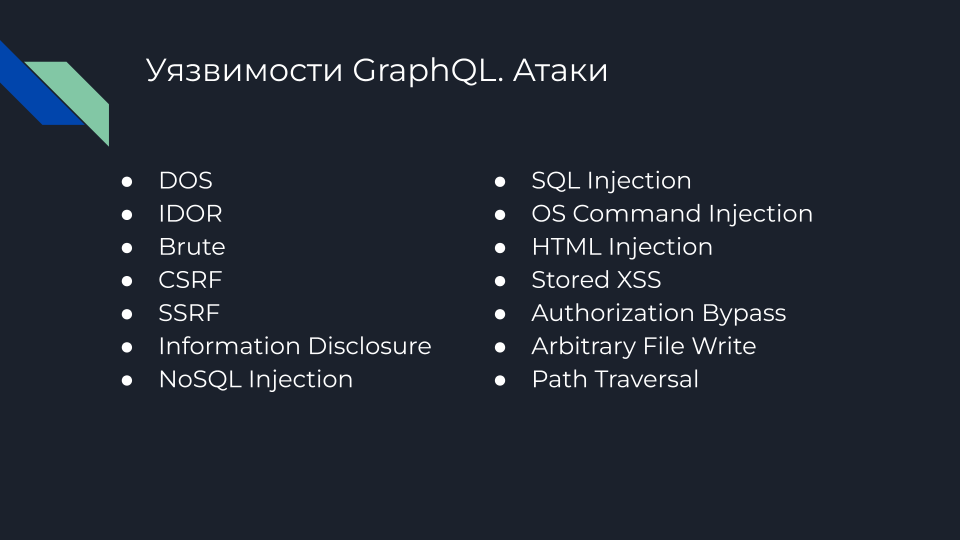 Уязвимости GraphQL. Атаки
● DOS
● IDOR
● Brute
● CSRF
● SSRF
● Information Disclosure
● NoSQL Injection
● SQL Injection
● OS Command Injection
● HTML Injection
● Stored XSS
● Authorization Bypass
● Arbitrary File Write
● Path Traversal